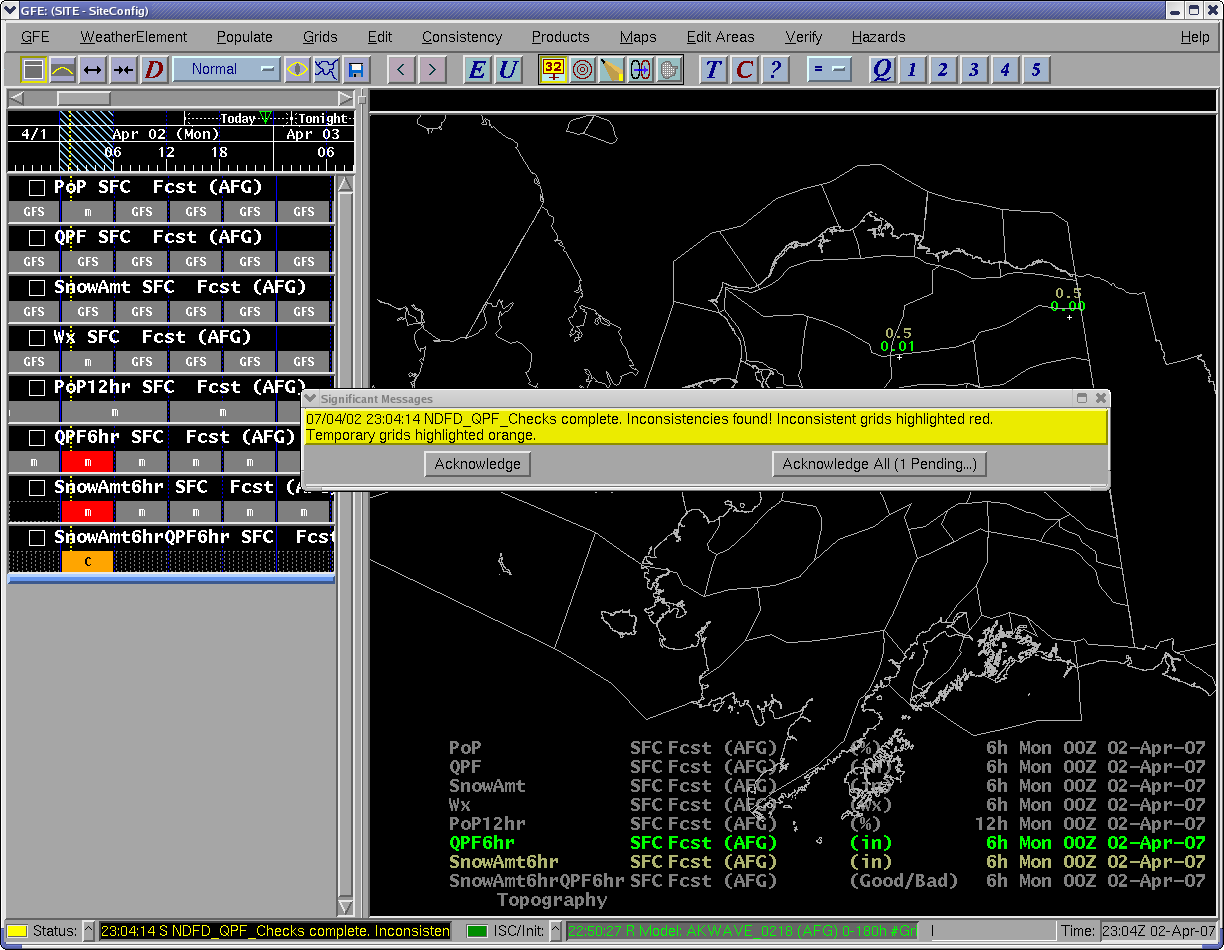 GFE: (SITE - SiteConfig)
GFE WeatherElement Populate Grids Edit Consistency Products Maps Edit Areas Verify Hazards Help
D Normal < > E U 32 T C ? = Q 1 2 3 4 5
Today Tonight
4/1 Apr 02 (Mon) Apr 03
06 12 18 06
PoP SFC Fcst (AFG)
GFS m GFS GFS GFS GFS
QPF SFC Fcst (AFG)
GFS GFS GFS GFS GFS GFS
SnowAmt SFC Fcst (AFG)
GFS GFS GFS GFS GFS GFS
Wx SFC Fcst (AFG)
GFS m GFS GFS GFS GFS
PoP12hr SFC Fcst (AFG)
m m
QPF6hr SFC Fcst (AFG)
m m m m m
SnowAmt6hr SFC Fcst (A
m m m m m
SnowAmt6hrQPF6hr SFC Fcst
C
0.5
0.00
0.5
0.01
Significant Messages
07/04/02 23:04:14 NDFD_QPF_Checks complete. Inconsistencies found! Inconsistent grids highlighted red.
Temporary grids highlighted orange.
Acknowledge Acknowledge All (1 Pending...)
PoP SFC Fcst (AFG) (%) 6h Mon 00Z 02-Apr-07
QPF SFC Fcst (AFG) (in) 6h Mon 00Z 02-Apr-07
SnowAmt SFC Fcst (AFG) (in) 6h Mon 00Z 02-Apr-07
Wx SFC Fcst (AFG) (Wx) 6h Mon 00Z 02-Apr-07
PoP12hr SFC Fcst (AFG) (%) 12h Mon 00Z 02-Apr-07
QPF6hr SFC Fcst (AFG) (in) 6h Mon 00Z 02-Apr-07
SnowAmt6hr SFC Fcst (AFG) (in) 6h Mon 00Z 02-Apr-07
SnowAmt6hrQPF6hr SFC Fcst (AFG) (Good/Bad) 6h Mon 00Z 02-Apr-07
Topography
Status: ^ 23:04:14 S NDFD_QPF_Checks complete. Inconsisten ISC/Init: ^ 22:50:27 R Model: AKWAVE_0218 (AFG) 0-180h #Gri Time: 23:04Z 02-Apr-07